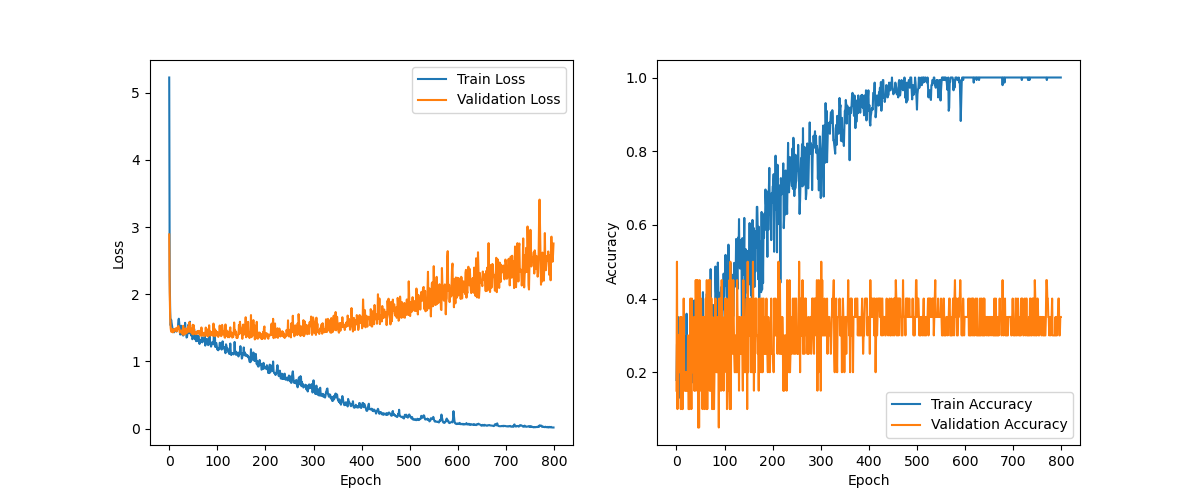 Train Loss
Validation Loss
5
4
3
2
1
0
Loss
0 100 200 300 400 500 600 700 800
Epoch
1.0
0.8
0.6
0.4
0.2
Accuracy
Train Accuracy
Validation Accuracy
0 100 200 300 400 500 600 700 800
Epoch